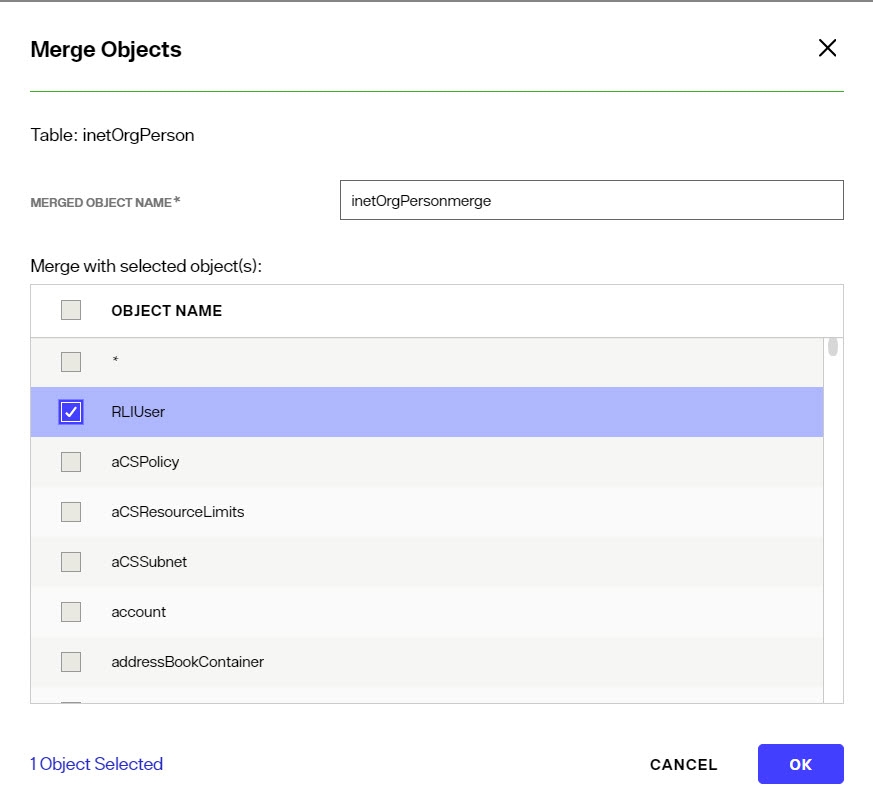 Merge Objects
Table: inetOrgPerson
MERGED OBJECT NAME*
inetOrgPersonmerge
Merge with selected object(s):
OBJECT NAME
*
RLIUser
aCSPolicy
aCSResourceLimits
aCSSubnet
account
addressBookContainer
1 Object Selected
CANCEL
OK